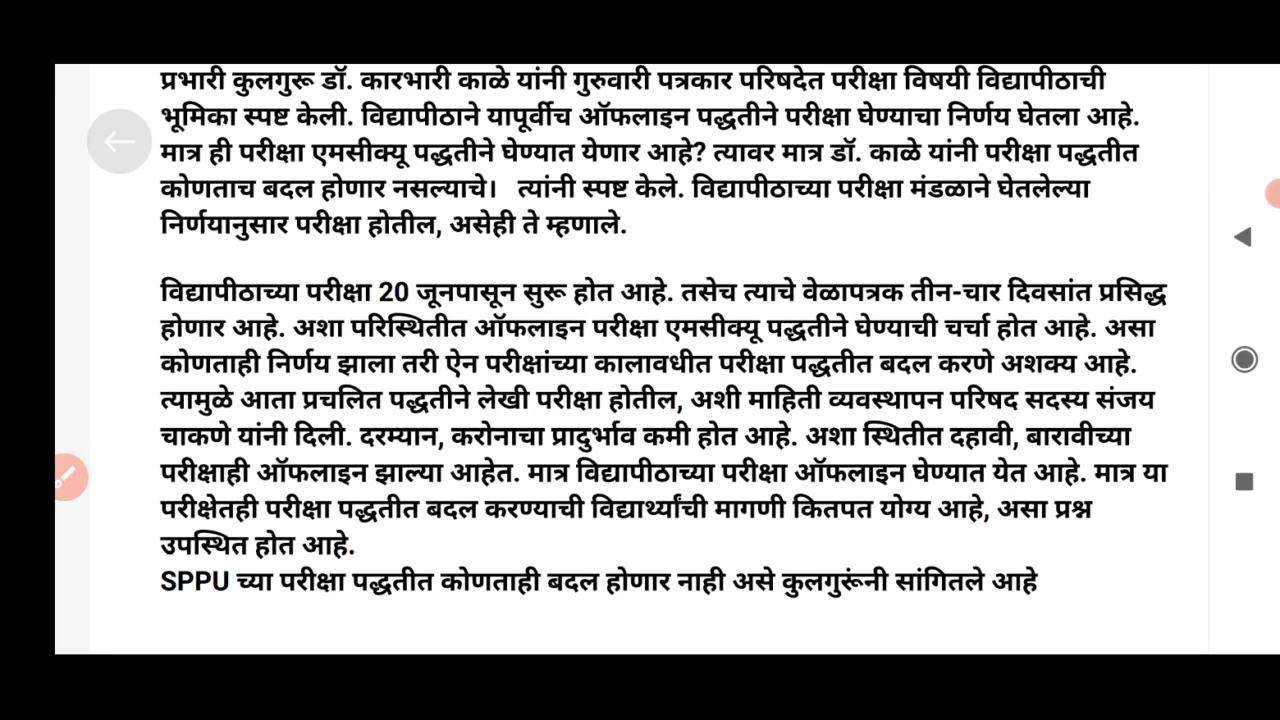 प्रभारी कुलगुरू डॉ. कारभारी काळे यांनी गुरुवारी पत्रकार परिषदेत परीक्षा विषयी विद्यापीठाची
भूमिका स्पष्ट केली. विद्यापीठाने यापूर्वीच ऑफलाइन पद्धतीने परीक्षा घेण्याचा निर्णय घेतला आहे.
मात्र ही परीक्षा एमसीक्यू पद्धतीने घेण्यात येणार आहे? त्यावर मात्र डॉ. काळे यांनी परीक्षा पद्धतीत
कोणताच बदल होणार नसल्याचे। त्यांनी स्पष्ट केले. विद्यापीठाच्या परीक्षा मंडळाने घेतलेल्या
निर्णयानुसार परीक्षा होतील, असेही ते म्हणाले.
विद्यापीठाच्या परीक्षा 20 जूनपासून सुरू होत आहे. तसेच त्याचे वेळापत्रक तीन-चार दिवसांत प्रसिद्ध
होणार आहे. अशा परिस्थितीत ऑफलाइन परीक्षा एमसीक्यू पद्धतीने घेण्याची चर्चा होत आहे. असा
कोणताही निर्णय झाला तरी ऐन परीक्षांच्या कालावधीत परीक्षा पद्धतीत बदल करणे अशक्य आहे.
त्यामुळे आता प्रचलित पद्धतीने लेखी परीक्षा होतील, अशी माहिती व्यवस्थापन परिषद सदस्य संजय
चाकणे यांनी दिली. दरम्यान, करोनाचा प्रादुर्भाव कमी होत आहे. अशा स्थितीत दहावी, बारावीच्या
परीक्षाही ऑफलाइन झाल्या आहेत. मात्र विद्यापीठाच्या परीक्षा ऑफलाइन घेण्यात येत आहे. मात्र या
परीक्षेतही परीक्षा पद्धतीत बदल करण्याची विद्यार्थ्यांची मागणी कितपत योग्य आहे, असा प्रश्न
उपस्थित होत आहे.
SPPU च्या परीक्षा पद्धतीत कोणताही बदल होणार नाही असे कुलगुरूंनी सांगितले आहे